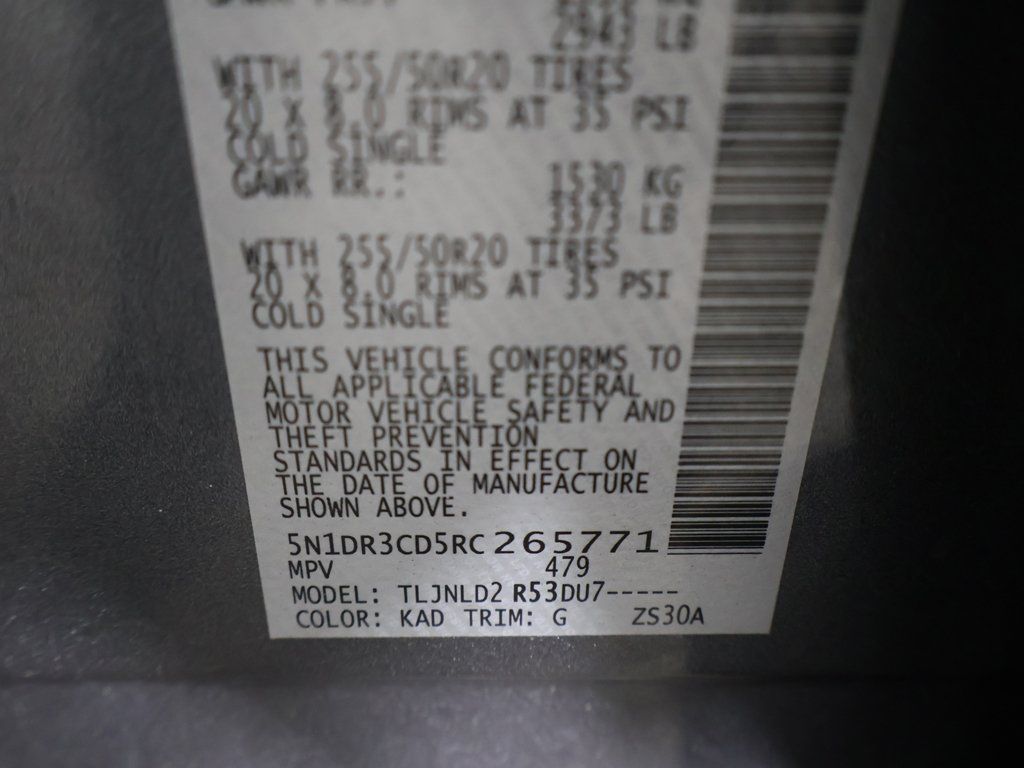 2943 LB
WITH 255/50R20 TIRES
20 X 8.0 RIMS AT 35 PSI
COLD SINGLE
GAWR RR.: 1530 KG
3373 LB
WITH 255/50R20 TIRES
20 X 8.0 RIMS AT 35 PSI
COLD SINGLE
THIS VEHICLE CONFORMS TO
ALL APPLICABLE FEDERAL
MOTOR VEHICLE SAFETY AND
THEFT PREVENTION
STANDARDS IN EFFECT ON
THE DATE OF MANUFACTURE
SHOWN ABOVE.
5N1DR3CD5RC265771
MPV 479
MODEL: TLJNLD2 R53DU7-----
COLOR: KAD TRIM: G ZS30A